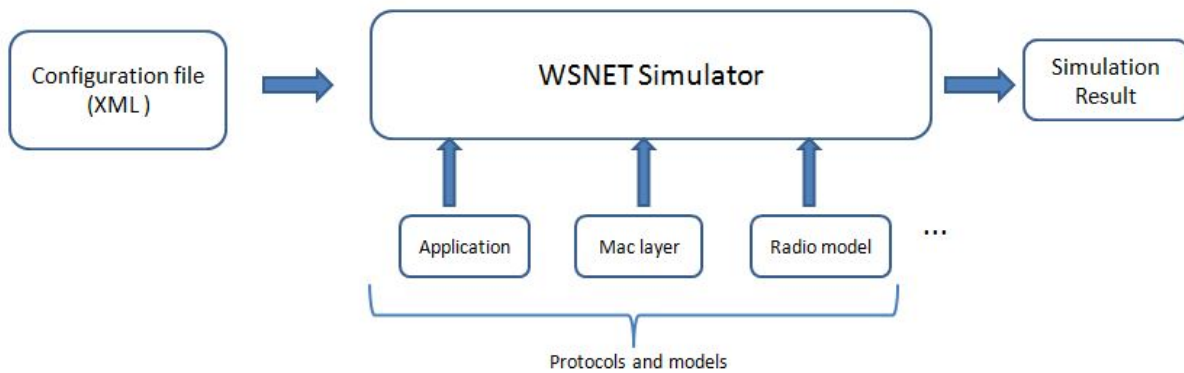 Configuration file
(XML )
WSNET Simulator
Simulation
Result
Application
Mac layer
Radio model
...
Protocols and models